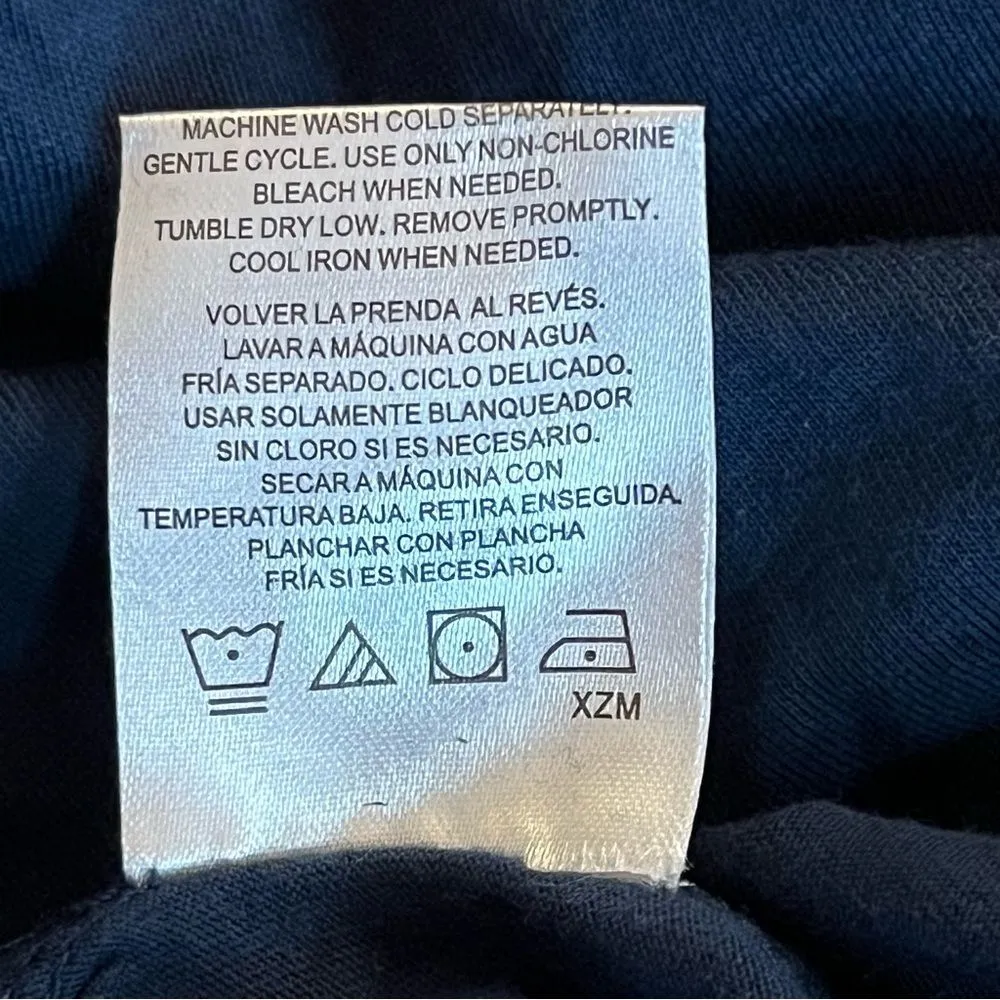 MACHINE WASH COLD SEPARATELY.
GENTLE CYCLE. USE ONLY NON-CHLORINE
BLEACH WHEN NEEDED.
TUMBLE DRY LOW. REMOVE PROMPTLY.
COOL IRON WHEN NEEDED.
VOLVER LA PRENDA AL REVÉS.
LAVAR A MÁQUINA CON AGUA
FRÍA SEPARADO. CICLO DELICADO.
USAR SOLAMENTE BLANQUEADOR
SIN CLORO SI ES NECESARIO.
SECAR A MÁQUINA CON
TEMPERATURA BAJA. RETIRA ENSEGUIDA.
PLANCHAR CON PLANCHA
FRÍA SI ES NECESARIO.
XZM